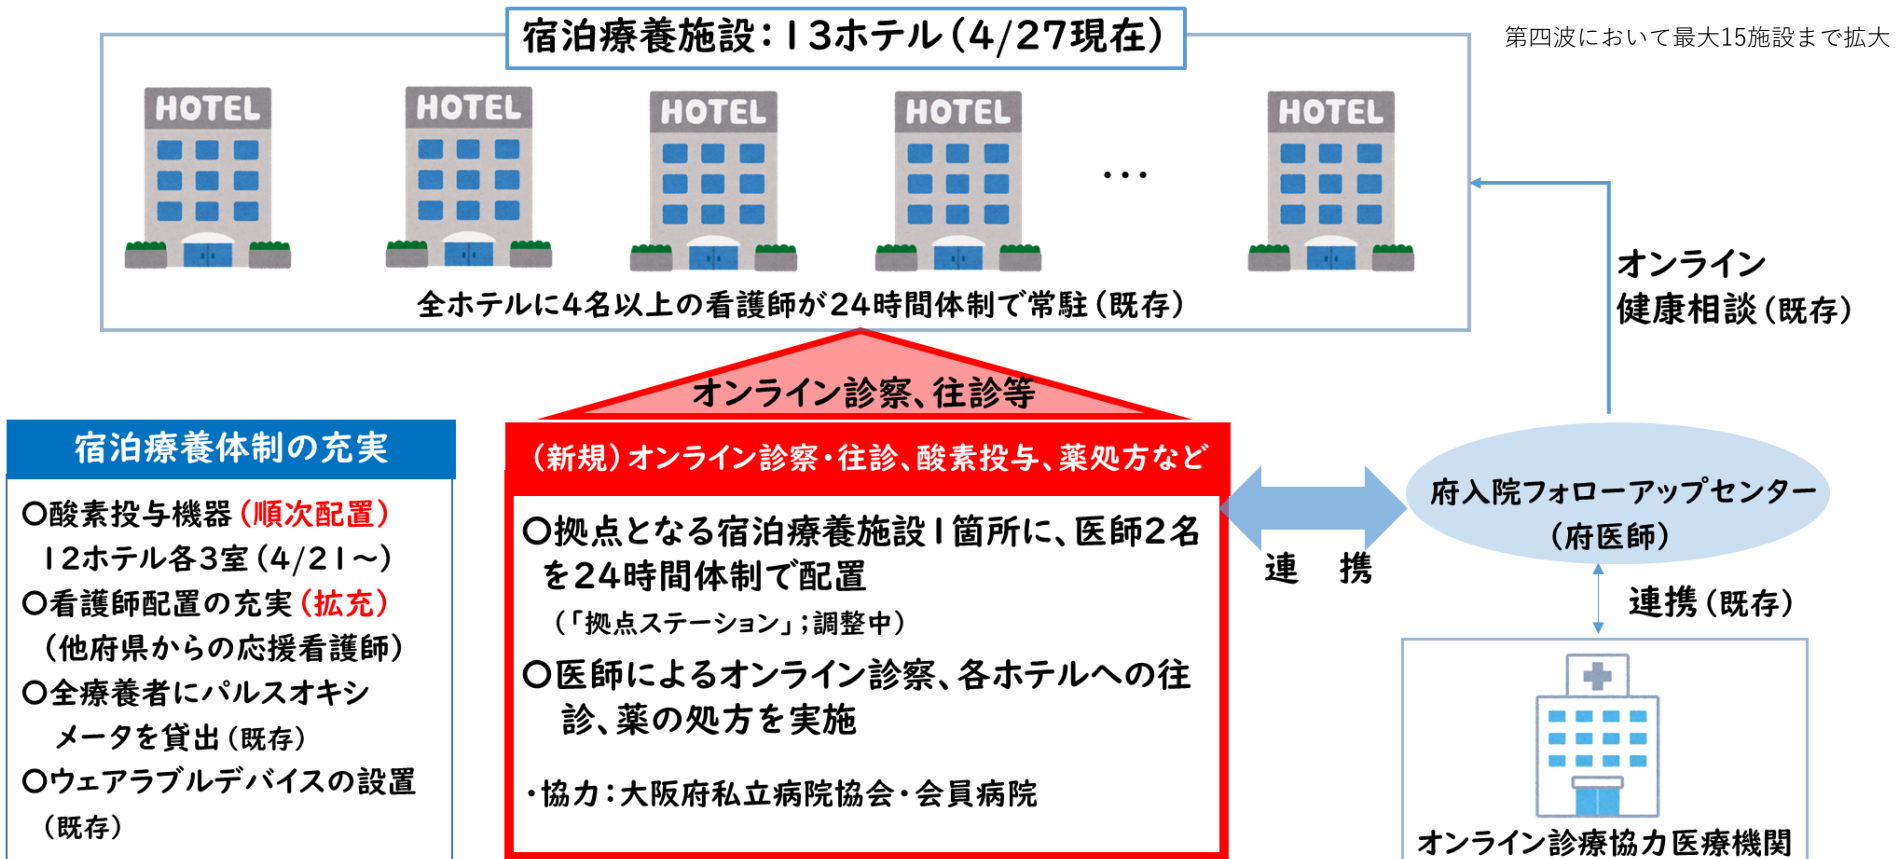 宿泊療養施設：13ホテル（4/27現在）
第四波において最大15施設まで拡大
HOTEL
HOTEL
HOTEL
HOTEL
…
HOTEL
全ホテルに4名以上の看護師が24時間体制で常駐（既存）
オンライン
健康相談（既存）
オンライン診察、往診等
宿泊療養体制の充実
○酸素投与機器（順次配置）
12ホテル各3室（4/21～）
○看護師配置の充実（拡充）
（他府県からの応援看護師）
○全療養者にパルスオキシ
メータを貸出（既存）
○ウェアラブルデバイスの設置
（既存）
（新規）オンライン診察・往診、酸素投与、薬処方など
○拠点となる宿泊療養施設1箇所に、医師2名
を24時間体制で配置
（「拠点ステーション」；調整中）
○医師によるオンライン診察、各ホテルへの往
診、薬の処方を実施
・協力：大阪府私立病院協会・会員病院
連　携
府入院フォローアップセンター
（府医師）
連携（既存）
オンライン診療協力医療機関